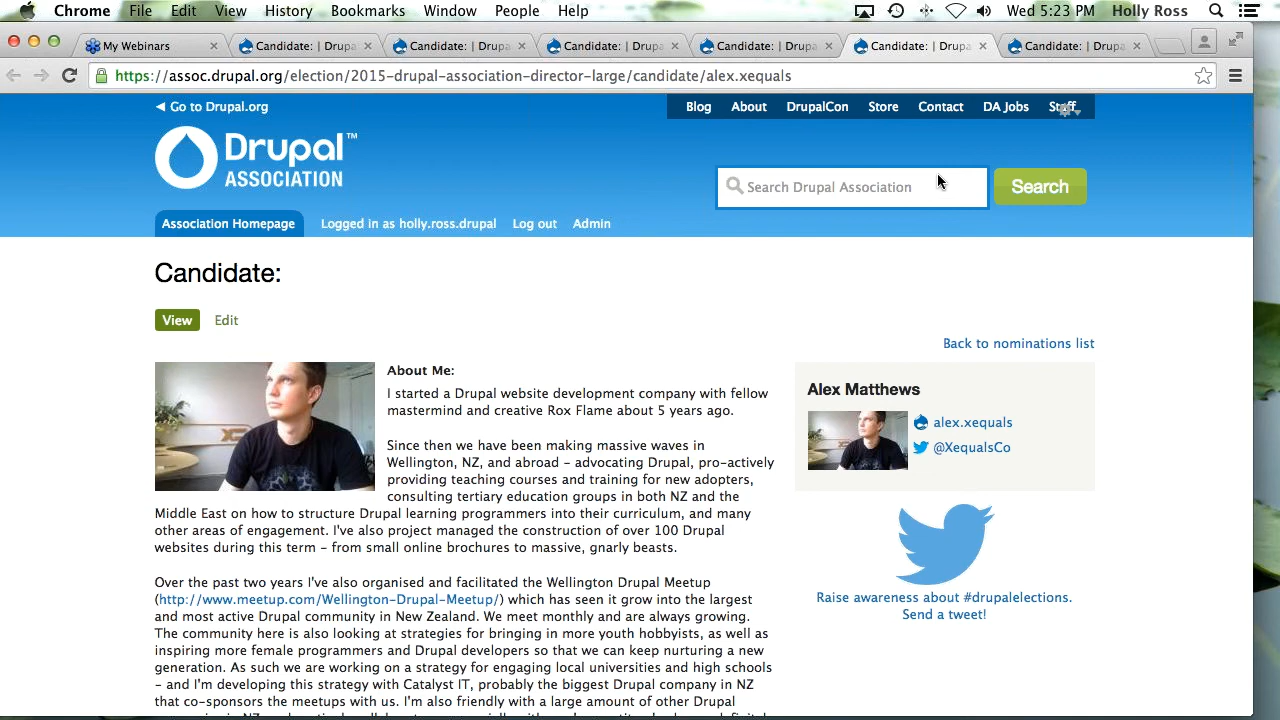 Chrome File Edit View History Bookmarks Window People Help Wed 5:23 PM Holly Ross
My Webinars Candidate: | Drupa Candidate: | Drupa Candidate: | Drupa Candidate: | Drupa Candidate: | Drupa Candidate: | Drupa
https://assoc.drupal.org/election/2015-drupal-association-director-large/candidate/alex.xequals
Go to Drupal.org Blog About DrupalCon Store Contact DA Jobs Staff
Drupal™
ASSOCIATION
Search Drupal Association Search
Association Homepage Logged in as holly.ross.drupal Log out Admin
Candidate:
View Edit
Back to nominations list
About Me:
I started a Drupal website development company with fellow
mastermind and creative Rox Flame about 5 years ago.
Since then we have been making massive waves in
Wellington, NZ, and abroad - advocating Drupal, pro-actively
providing teaching courses and training for new adopters,
consulting tertiary education groups in both NZ and the
Middle East on how to structure Drupal learning programmers into their curriculum, and many
other areas of engagement. I've also project managed the construction of over 100 Drupal
websites during this term - from small online brochures to massive, gnarly beasts.
Over the past two years I've also organised and facilitated the Wellington Drupal Meetup
(http://www.meetup.com/Wellington-Drupal-Meetup/) which has seen it grow into the largest
and most active Drupal community in New Zealand. We meet monthly and are always growing.
The community here is also looking at strategies for bringing in more youth hobbyists, as well as
inspiring more female programmers and Drupal developers so that we can keep nurturing a new
generation. As such we are working on a strategy for engaging local universities and high schools
- and I'm developing this strategy with Catalyst IT, probably the biggest Drupal company in NZ
that co-sponsors the meetups with us. I'm also friendly with a large amount of other Drupal
Alex Matthews
alex.xequals
@XequalsCo
Raise awareness about #drupalelections.
Send a tweet!